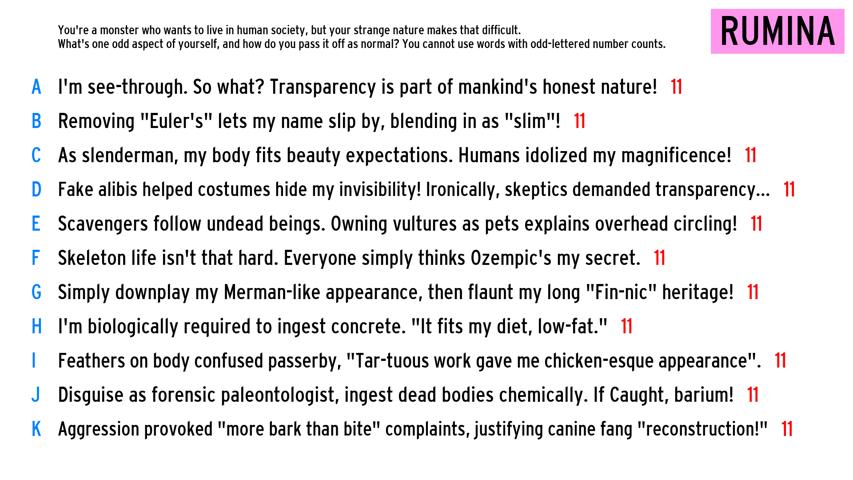 You're a monster who wants to live in human society, but your strange nature makes that difficult.
What's one odd aspect of yourself, and how do you pass it off as normal? You cannot use words with odd-lettered number counts.
RUMINA
A I'm see-through. So what? Transparency is part of mankind's honest nature! 11
B Removing "Euler's" lets my name slip by, blending in as "slim"! 11
C As slenderman, my body fits beauty expectations. Humans idolized my magnificence! 11
D Fake alibis helped costumes hide my invisibility! Ironically, skeptics demanded transparency... 11
E Scavengers follow undead beings. Owning vultures as pets explains overhead circling! 11
F Skeleton life isn't that hard. Everyone simply thinks Ozempic's my secret. 11
G Simply downplay my Merman-like appearance, then flaunt my long "Fin-nic" heritage! 11
H I'm biologically required to ingest concrete. "It fits my diet, low-fat." 11
I Feathers on body confused passerby, "Tar-tuous work gave me chicken-esque appearance". 11
J Disguise as forensic paleontologist, ingest dead bodies chemically. If Caught, barium! 11
K Aggression provoked "more bark than bite" complaints, justifying canine fang "reconstruction!" 11